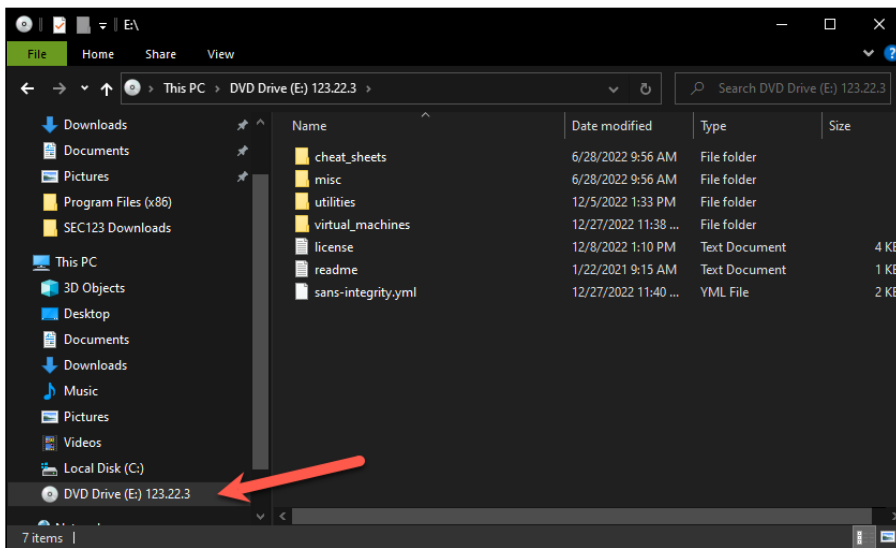 E:\
File Home Share View
This PC DVD Drive (E:) 123.22.3
Search DVD Drive (E:) 123.22.3
Downloads
Documents
Pictures
Program Files (x86)
SEC123 Downloads
This PC
3D Objects
Desktop
Documents
Downloads
Music
Pictures
Videos
Local Disk (C:)
DVD Drive (E:) 123.22.3
Name Date modified Type Size
cheat_sheets 6/28/2022 9:56 AM File folder
misc 6/28/2022 9:56 AM File folder
utilities 12/5/2022 1:33 PM File folder
virtual_machines 12/27/2022 11:38 ... File folder
license 12/8/2022 1:10 PM Text Document 4 KB
readme 1/22/2021 9:15 AM Text Document 1 KB
sans-integrity.yml 12/27/2022 11:40 ... YML File 2 KB
7 items